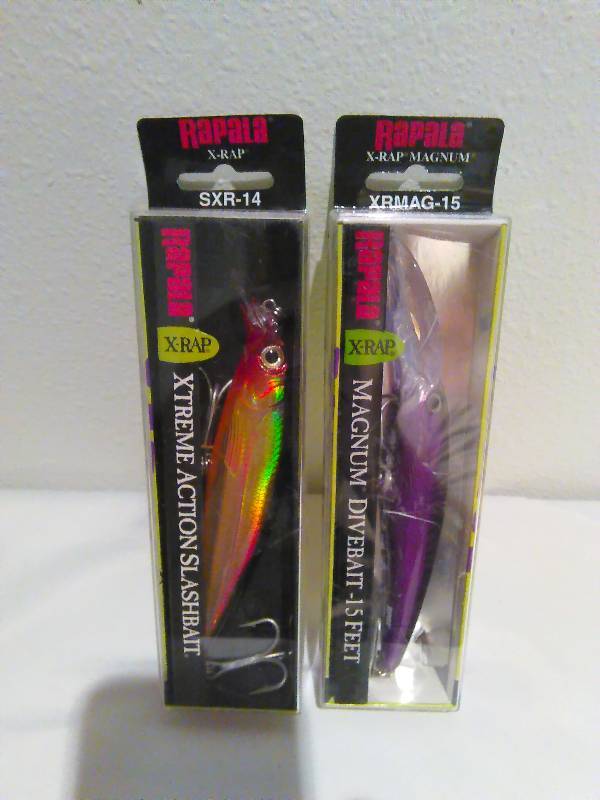 Rapala
X-RAP®
SXR-14
Rapala®
X-RAP®
XTREME ACTION SLASHBAIT®
Rapala
X-RAP® MAGNUM®
XRMAG-15
Rapala
X-RAP®
MAGNUM DIVEBAIT-15 FEET